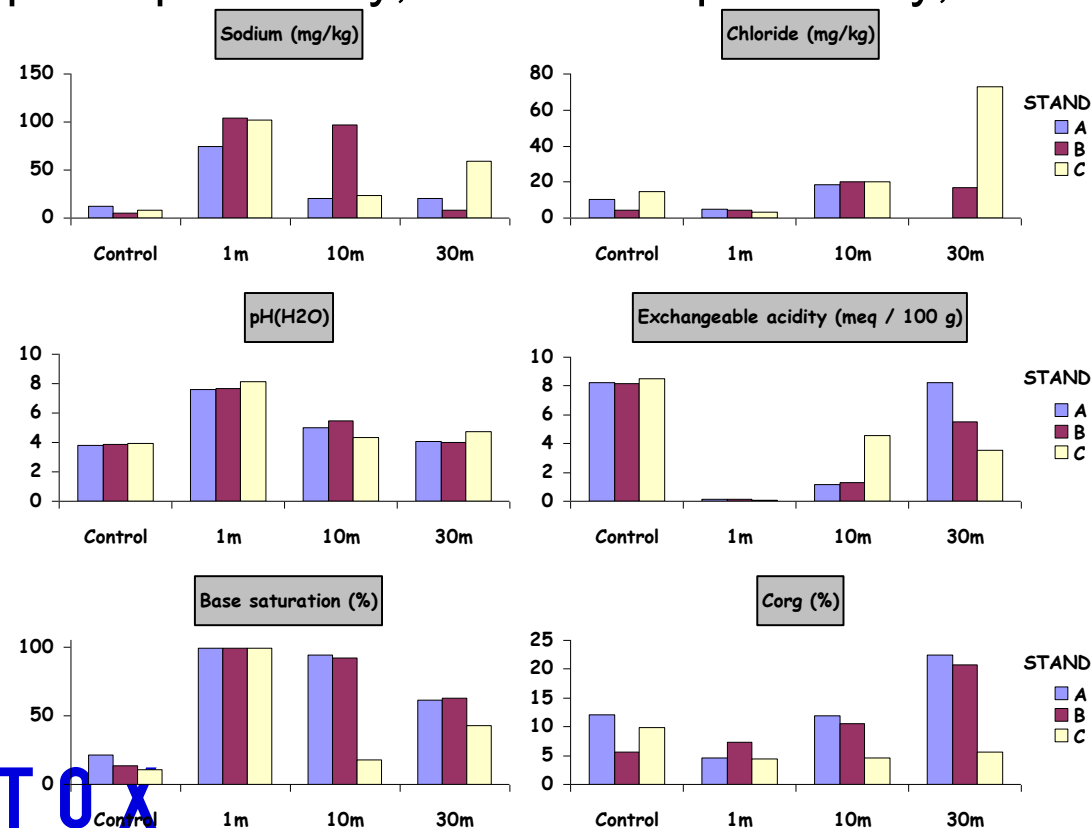 Sodium (mg/kg)
150
100
50
0
Control 1m 10m 30m
Chloride (mg/kg)
80
60
40
20
0
Control 1m 10m 30m
STAND
A
B
C
pH(H2O)
10
8
6
4
2
0
Control 1m 10m 30m
Exchangeable acidity (meq / 100 g)
10
8
6
4
2
0
Control 1m 10m 30m
STAND
A
B
C
Base saturation (%)
100
50
0
Control 1m 10m 30m
Corg (%)
25
20
15
10
5
0
Control 1m 10m 30m
STAND
A
B
C
TOX